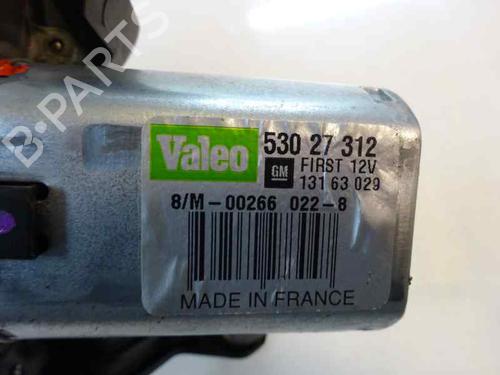 Valeo 530 27 312
GM FIRST 12V
131 63 029
8/M-00266 022-8
MADE IN FRANCE
B-PARTS